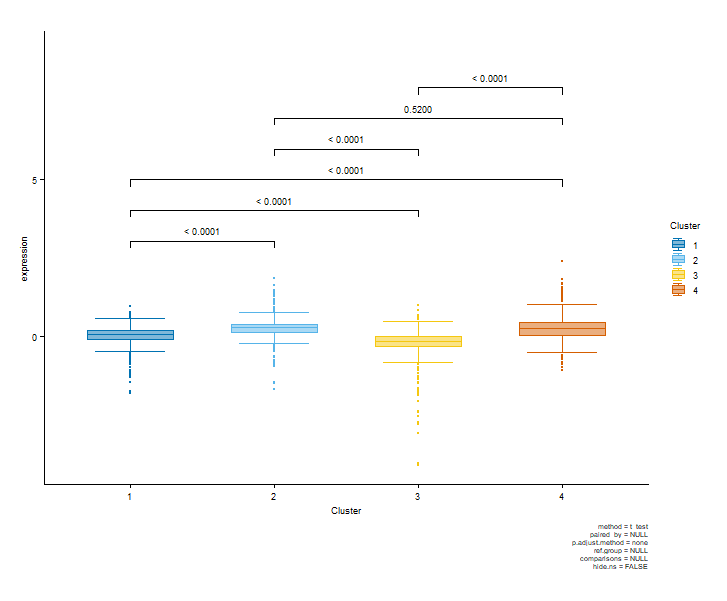 < 0.0001
0.5200
< 0.0001
< 0.0001
< 0.0001
< 0.0001
5
0
expression
1
2
3
4
Cluster
Cluster
1
2
3
4
method = t_test
paired_by = NULL
p.adjust.method = none
ref.group = NULL
comparisons = NULL
hide.ns = FALSE